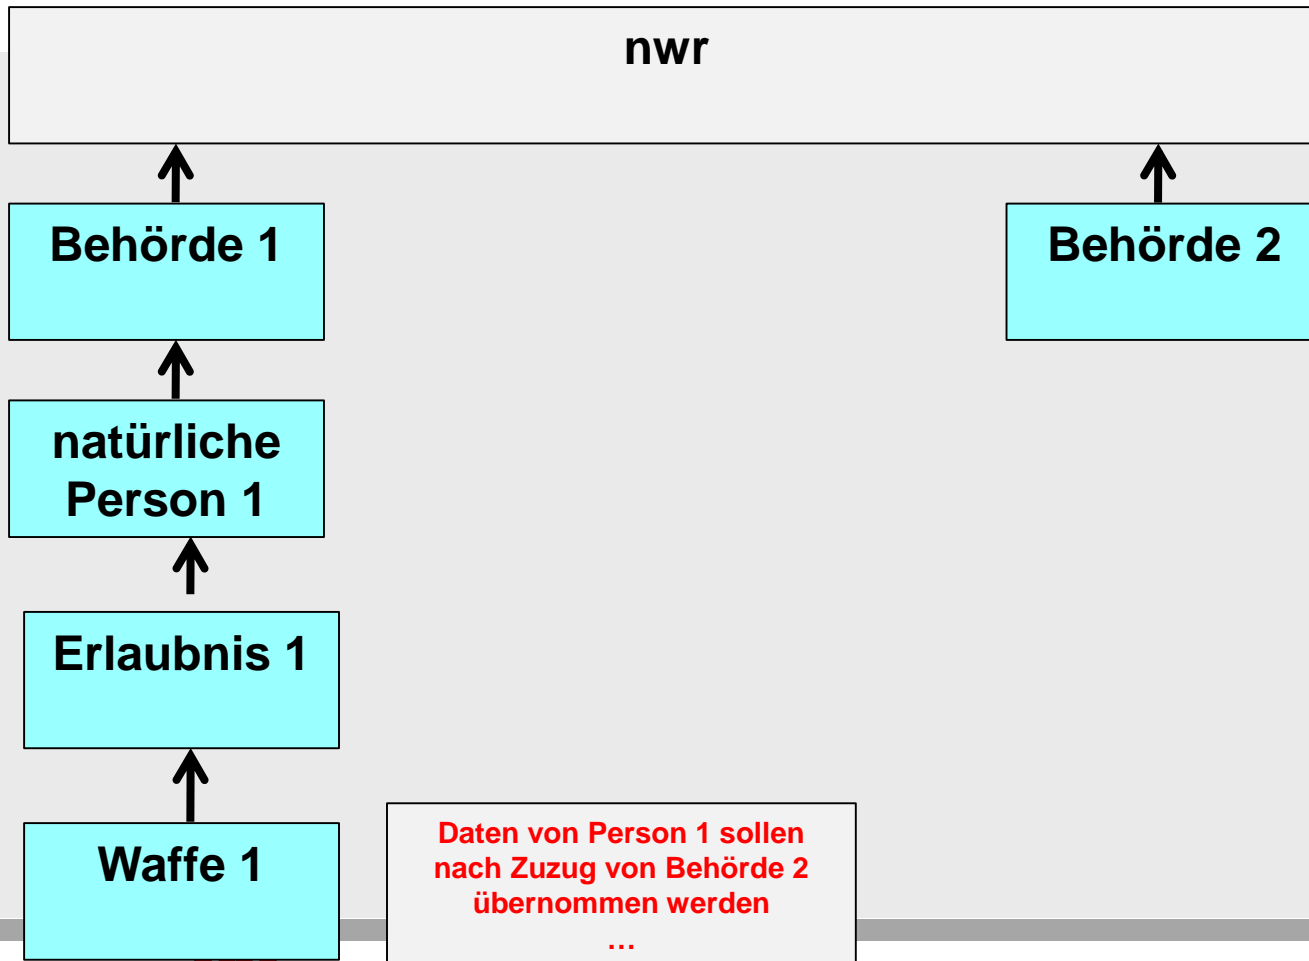 nwr
Behörde 1
Behörde 2
natürliche
Person 1
Erlaubnis 1
Waffe 1
Daten von Person 1 sollen
nach Zuzug von Behörde 2
übernommen werden
…